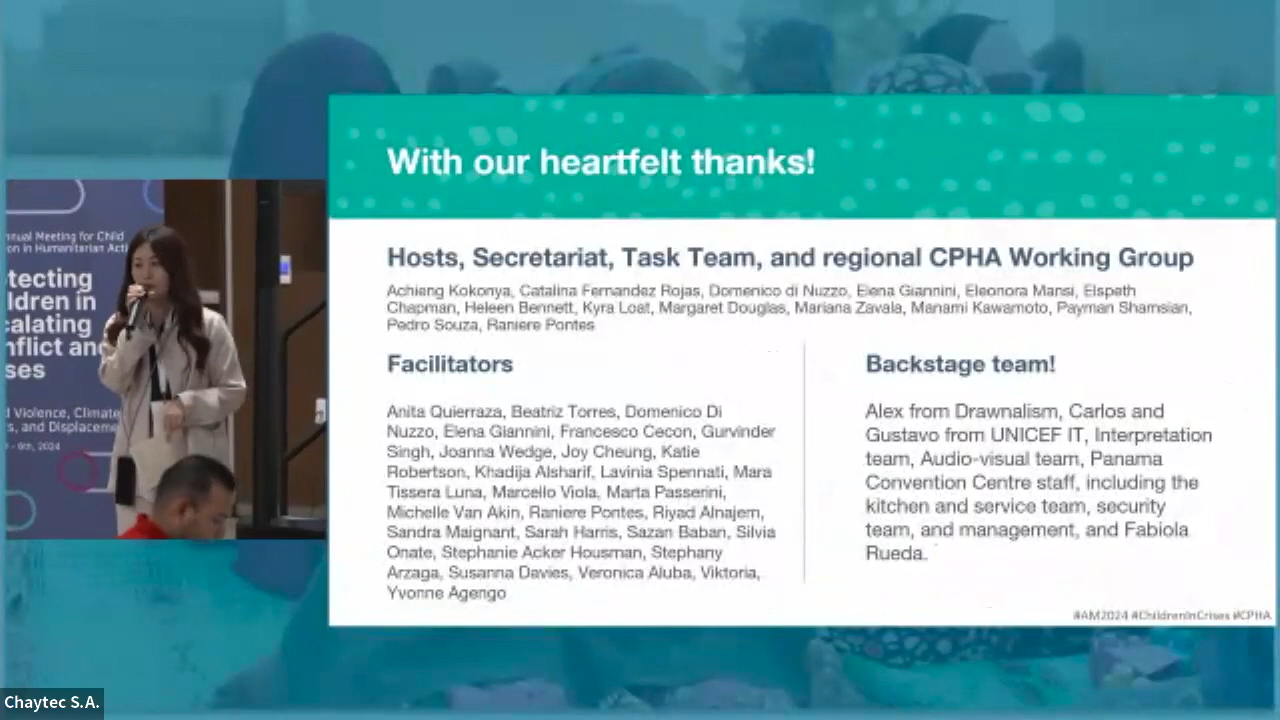 With our heartfelt thanks!
Hosts, Secretariat, Task Team, and regional CPHA Working Group
Achieng Kokonya, Catalina Fernandez Rojas, Domenico di Nuzzo, Elena Giannini, Eleonora Mansi, Elspeth
Chapman, Heleen Bennett, Kyra Loat, Margaret Douglas, Mariana Zavala, Manami Kawamoto, Payman Shamsian,
Pedro Souza, Raniere Pontes
Facilitators
Anita Quierraza, Beatriz Torres, Domenico Di
Nuzzo, Elena Giannini, Francesco Cecon, Gurvinder
Singh, Joanna Wedge, Joy Cheung, Katie
Robertson, Khadija Alsharif, Lavinia Spennati, Mara
Tissera Luna, Marcello Viola, Marta Passerini,
Michelle Van Akin, Raniere Pontes, Riyad Alnajem,
Sandra Maignant, Sarah Harris, Sazan Baban, Silvia
Onate, Stephanie Acker Housman, Stephany
Arzaga, Susanna Davies, Veronica Aluba, Viktoria,
Yvonne Agengo
Backstage team!
Alex from Drawnalism, Carlos and
Gustavo from UNICEF IT, Interpretation
team, Audio-visual team, Panama
Convention Centre staff, including the
kitchen and service team, security
team, and management, and Fabiola
Rueda.
#AM2024 #ChildrenInCrises #CPHA
nnual Meeting for Child
on in Humanitarian Acti
tecting
ldren in
calating
nflict and
ses
d Violence, Climate
s, and Displaceme
6th, 2024
Chaytec S.A.